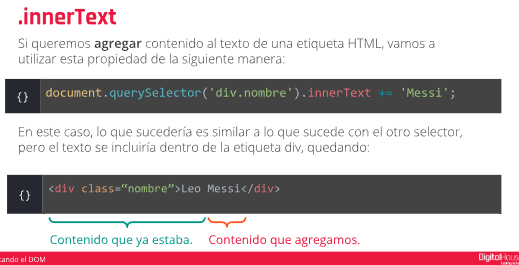 .innerText
Si queremos agregar contenido al texto de una etiqueta HTML, vamos a
utilizar esta propiedad de la siguiente manera:
{} document.querySelector('div.nombre').innerText += 'Messi';
En este caso, lo que sucedería es similar a lo que sucede con el otro selector,
pero el texto se incluiría dentro de la etiqueta div, quedando:
{} <div class=“nombre”>Leo Messi</div>
Contenido que ya estaba. Contenido que agregamos.
cando el DOM
DigitalHouse